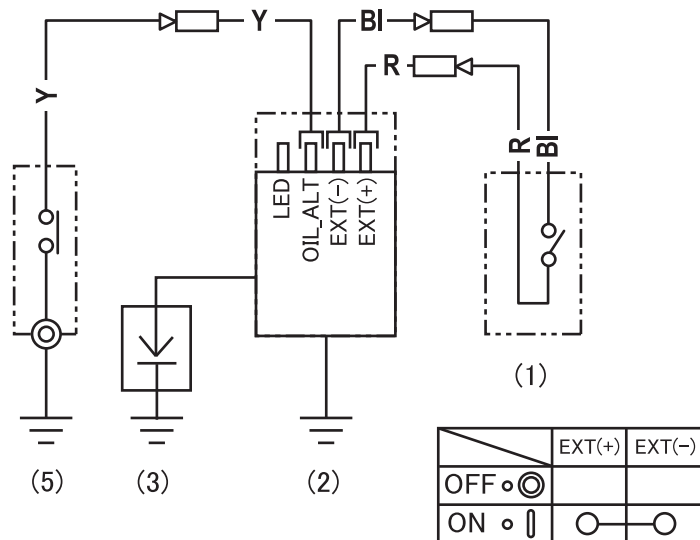 Y
Bl
R
Y
R
Bl
LED
OIL_ALT
EXT(-)
EXT(+)
(1)
(5)
(3)
(2)
EXT(+) EXT(-)
OFF
ON